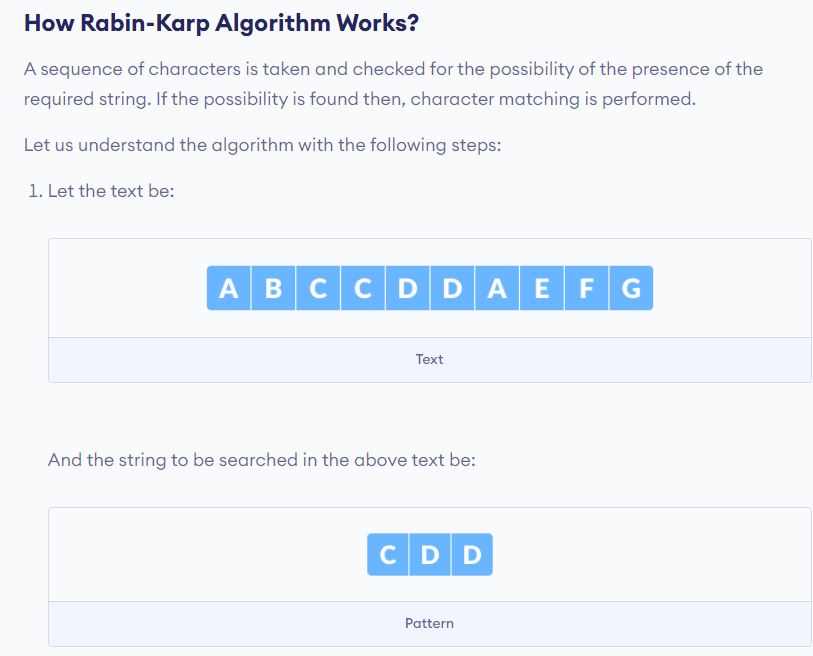 How Rabin-Karp Algorithm Works?
A sequence of characters is taken and checked for the possibility of the presence of the
required string. If the possibility is found then, character matching is performed.
Let us understand the algorithm with the following steps:
1. Let the text be:
A B C C D D A E F G
Text
And the string to be searched in the above text be:
C D D
Pattern